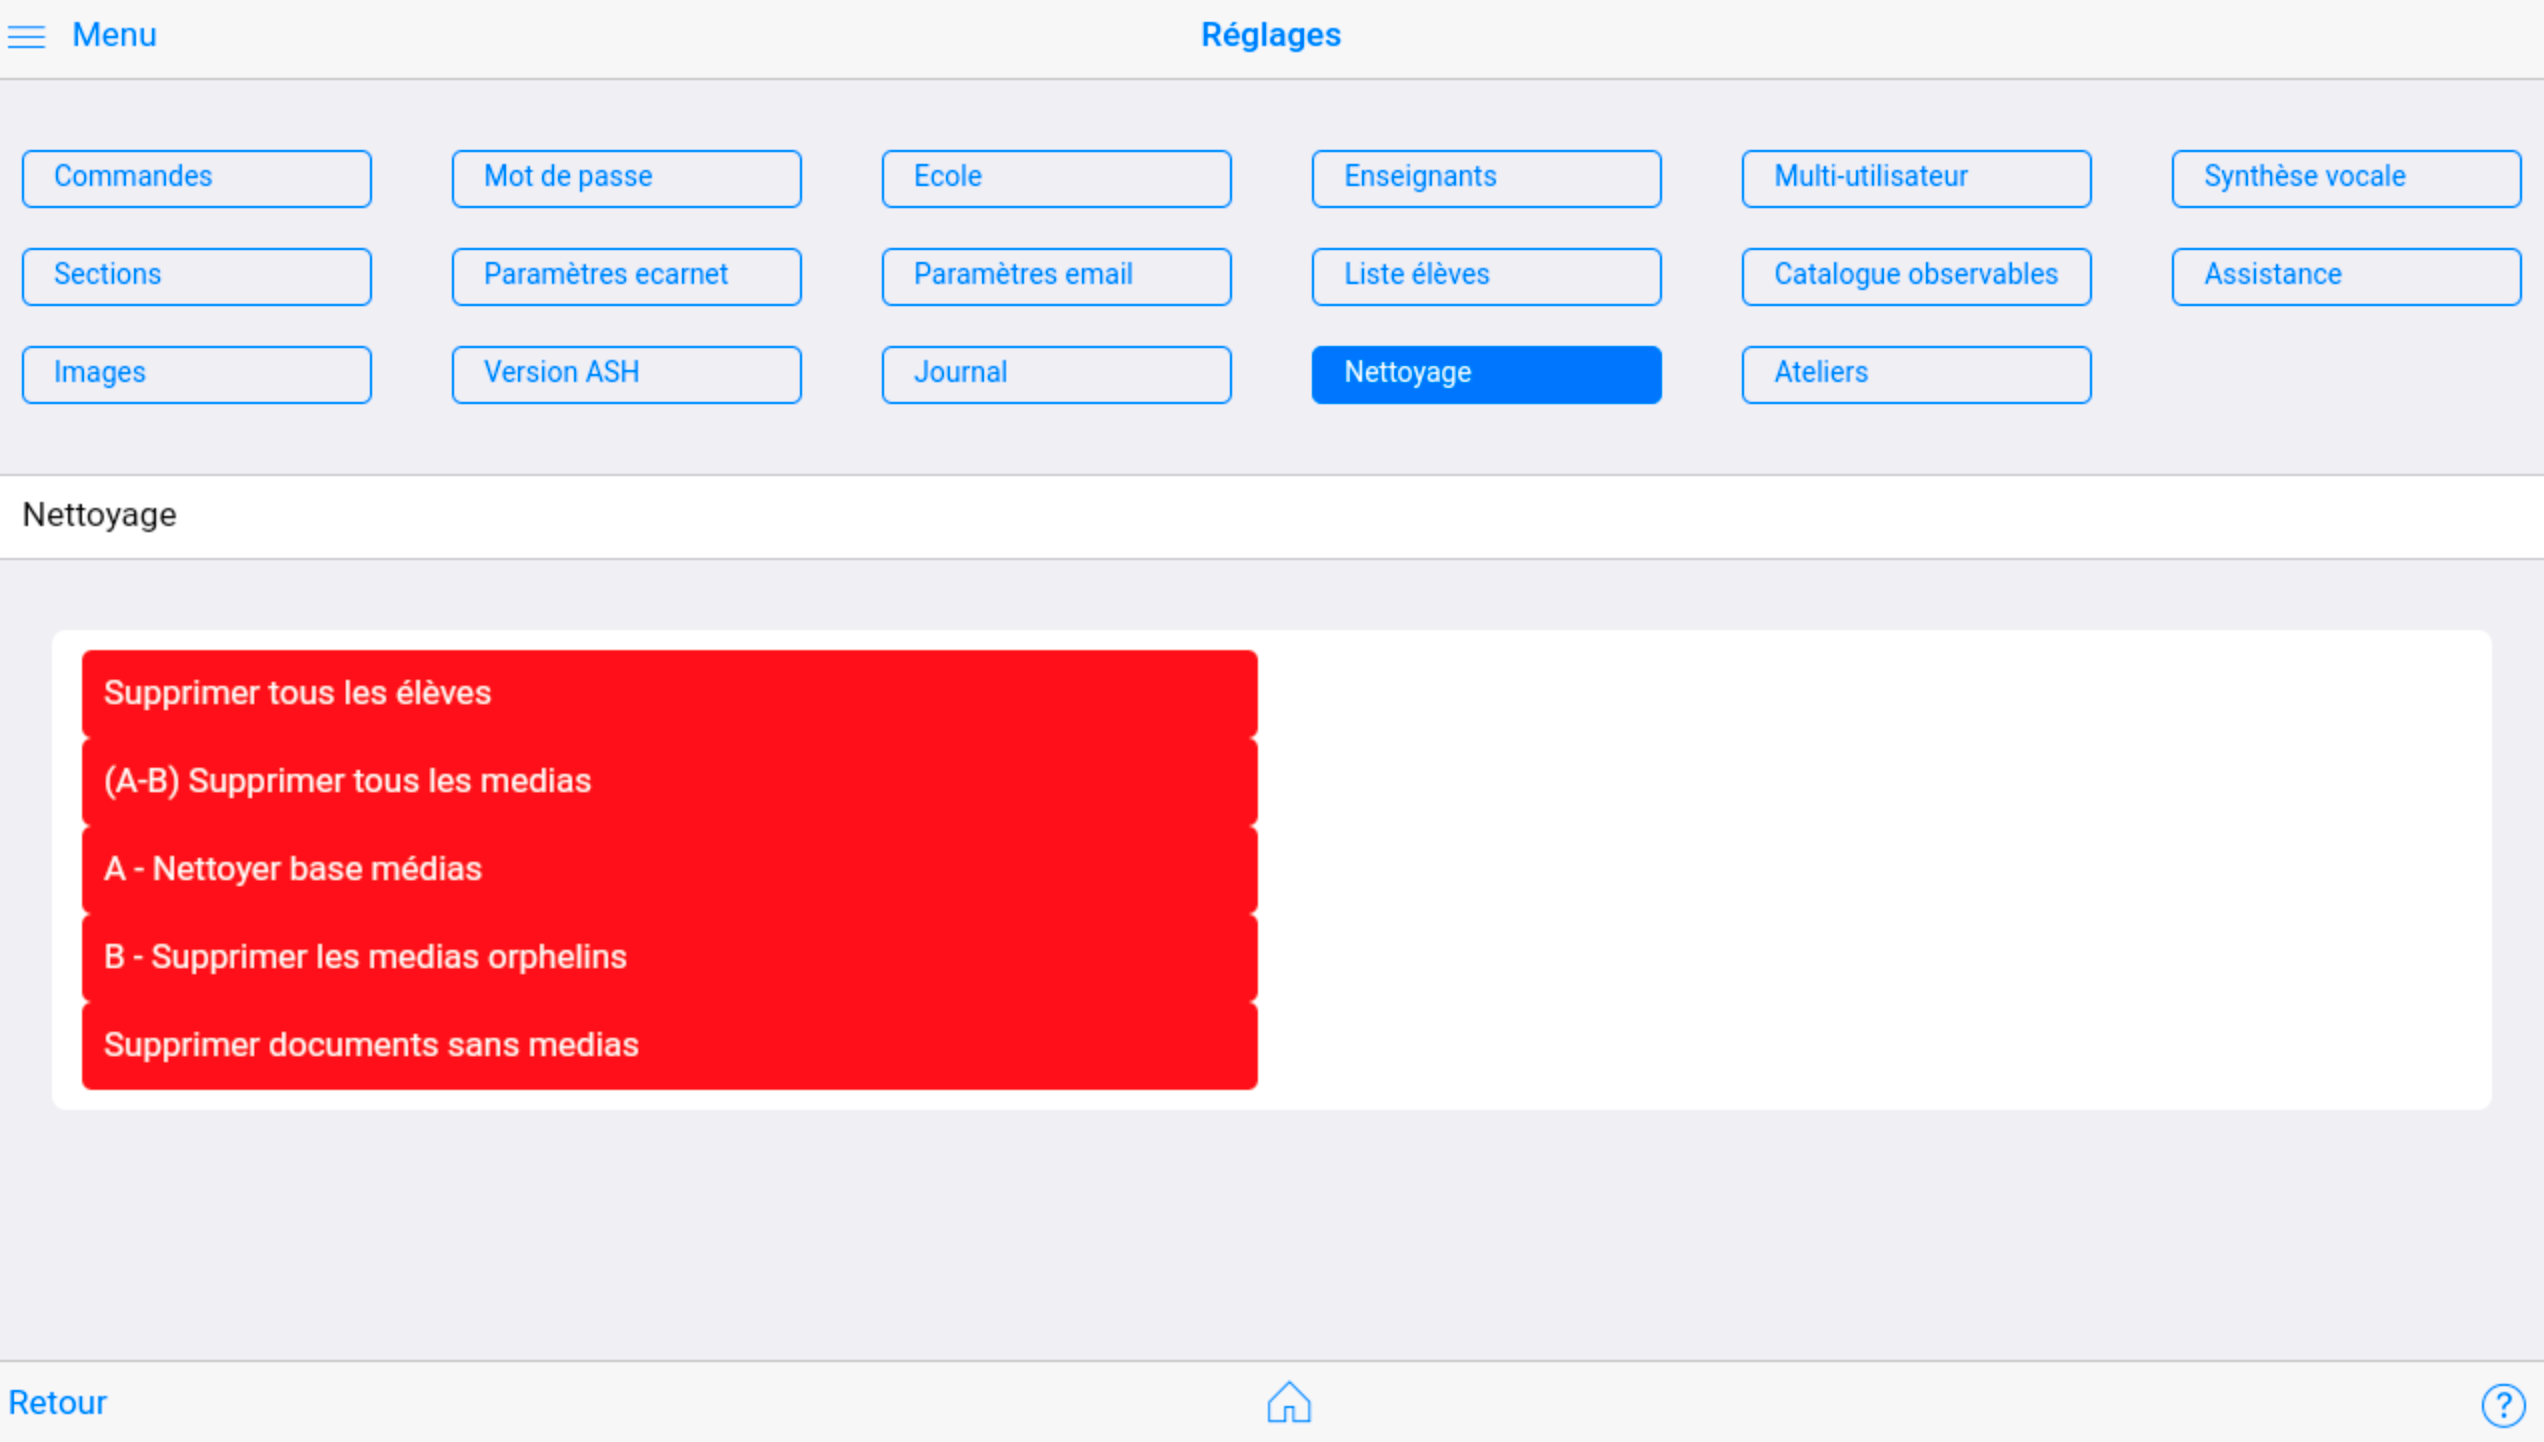 Menu
Réglages
Commandes
Mot de passe
Ecole
Enseignants
Multi-utilisateur
Synthèse vocale
Sections
Paramètres ecarnet
Paramètres email
Liste élèves
Catalogue observables
Assistance
Images
Version ASH
Journal
Nettoyage
Ateliers
Nettoyage
Supprimer tous les élèves
(A-B) Supprimer tous les medias
A - Nettoyer base médias
B - Supprimer les medias orphelins
Supprimer documents sans medias
Retour
?